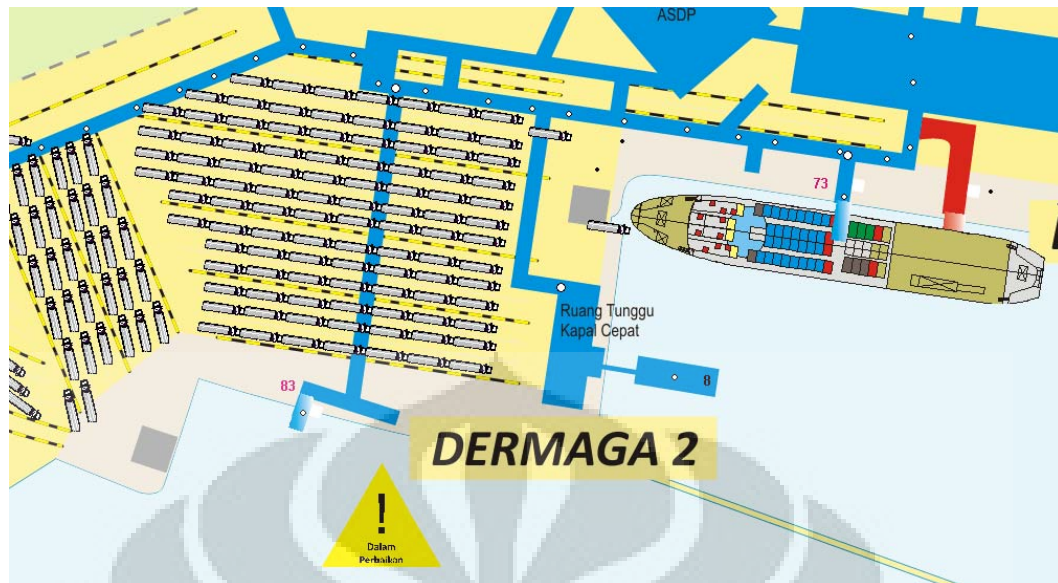 ASDP
73
Ruang Tunggu
Kapal Cepat
8
83
DERMAGA 2
!
Dalam
Perbaikan